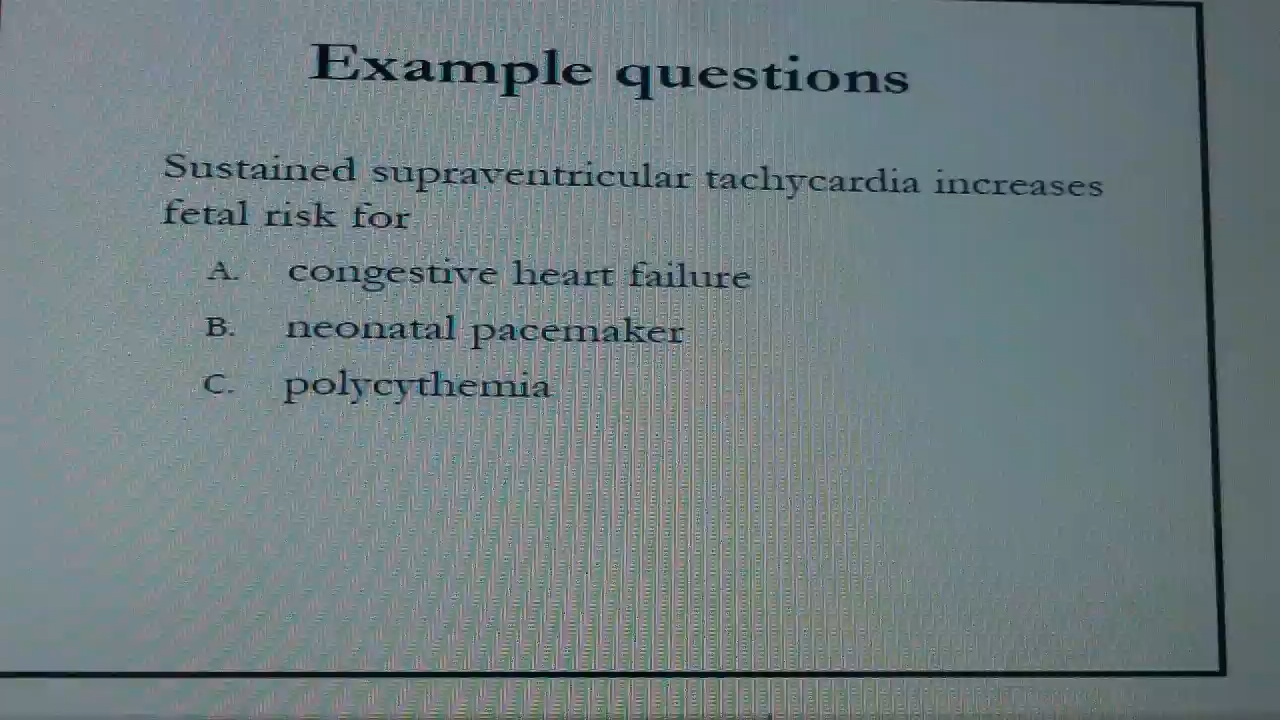 Example questions
Sustained supraventricular tachycardia increases
fetal risk for
A. congestive heart failure
B. neonatal pacemaker
C. polycythemia